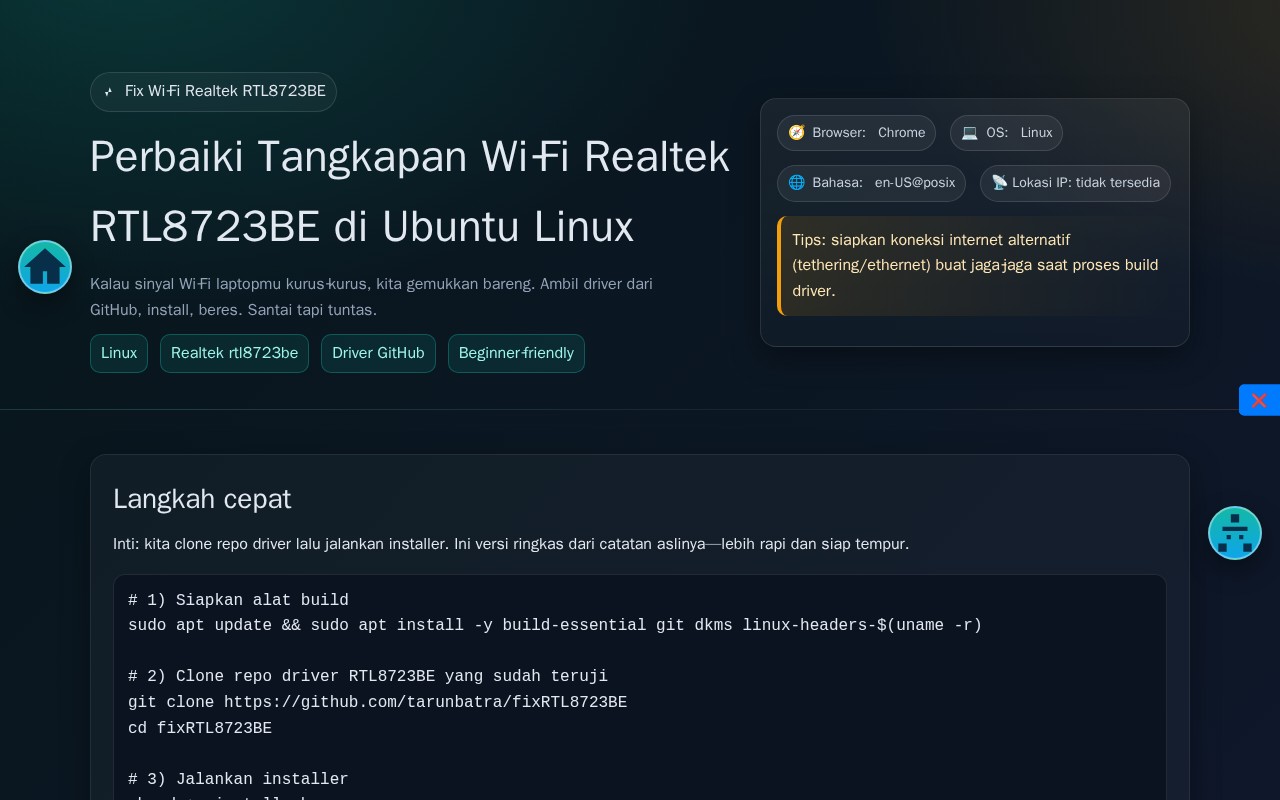 Fix Wi-Fi Realtek RTL8723BE
Perbaiki Tangkapan Wi-Fi Realtek
RTL8723BE di Ubuntu Linux
Kalau sinyal Wi-Fi laptopmu kurus-kurus, kita gemukkan bareng. Ambil driver dari
GitHub, install, beres. Santai tapi tuntas.
Linux
Realtek rtl8723be
Driver GitHub
Beginner-friendly
Browser: Chrome
OS: Linux
Bahasa: en-US@posix
Lokasi IP: tidak tersedia
Tips: siapkan koneksi internet alternatif
(tethering/ethernet) buat jaga-jaga saat proses build
driver.
Langkah cepat
Inti: kita clone repo driver lalu jalankan installer. Ini versi ringkas dari catatan aslinya—lebih rapi dan siap tempur.
# 1) Siapkan alat build
sudo apt update && sudo apt install -y build-essential git dkms linux-headers-$(uname -r)
# 2) Clone repo driver RTL8723BE yang sudah teruji
git clone https://github.com/tarunbatra/fixRTL8723BE
cd fixRTL8723BE
# 3) Jalankan installer